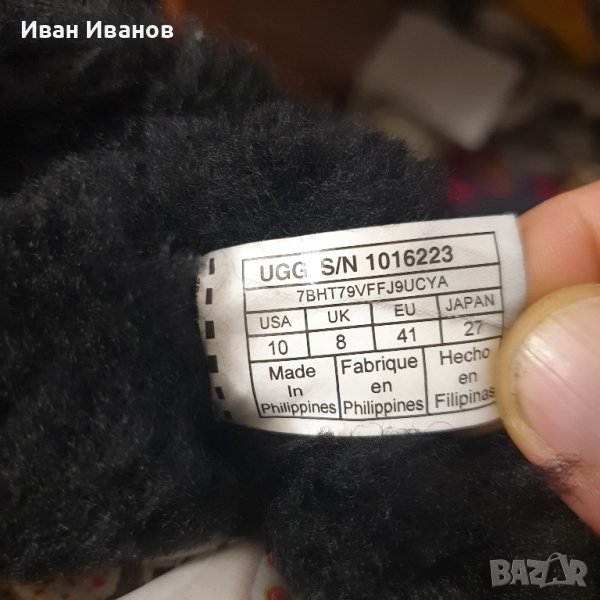 Иван Иванов
UGG S/N 1016223
7BHT79VFFJ9UCYA
USA UK EU JAPAN
10 8 41 27
Made Fabrique Hecho
In en en
Philippines Philippines Filipinas
BAZAR